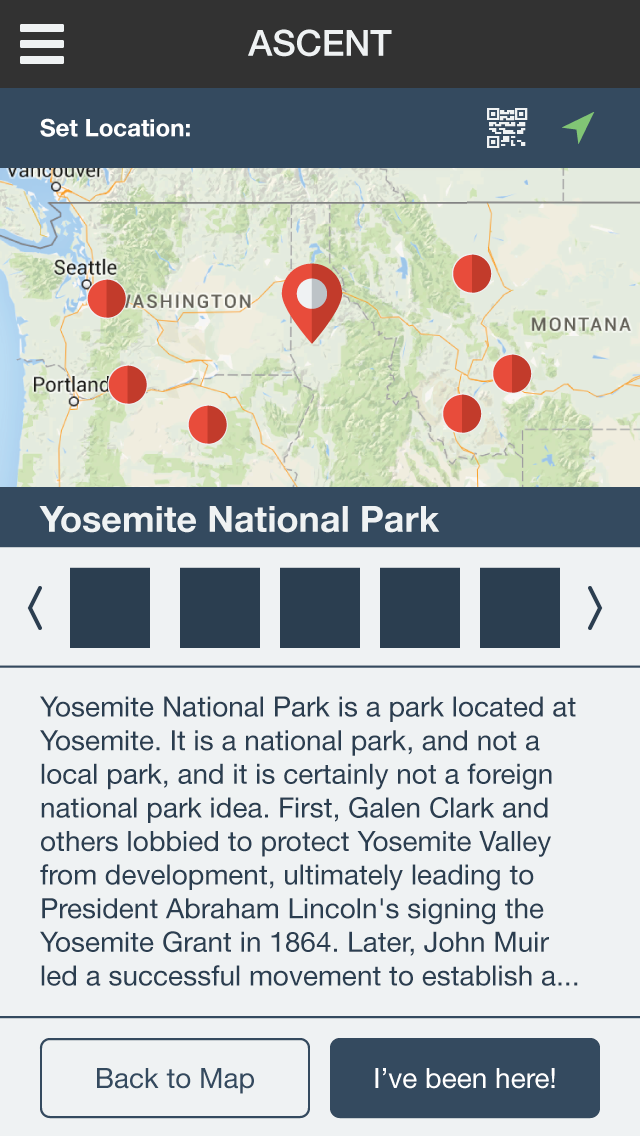 ASCENT
Set Location:
Vancouver
Seattle
WASHINGTON
MONTANA
Portland
Yosemite National Park
Yosemite National Park is a park located at
Yosemite. It is a national park, and not a
local park, and it is certainly not a foreign
national park idea. First, Galen Clark and
others lobbied to protect Yosemite Valley
from development, ultimately leading to
President Abraham Lincoln's signing the
Yosemite Grant in 1864. Later, John Muir
led a successful movement to establish a...
Back to Map
I’ve been here!